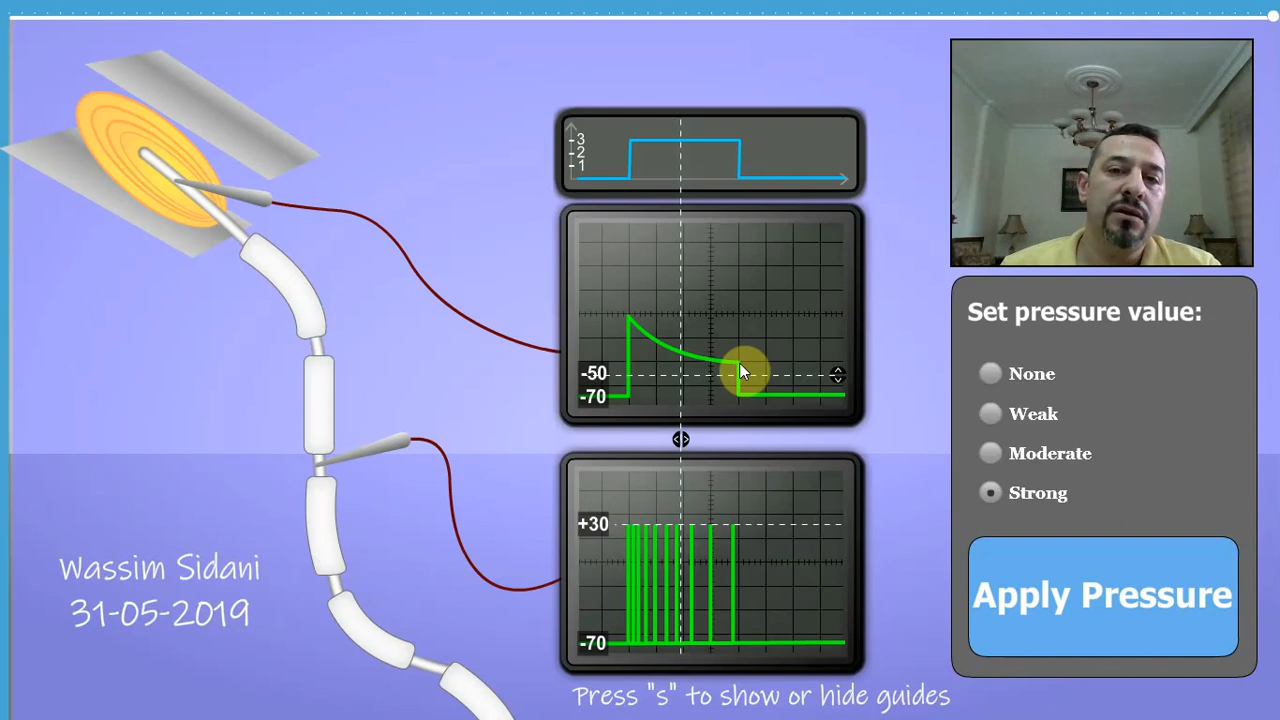 3
2
1
-50
-70
+30
-70
Set pressure value:
None
Weak
Moderate
Strong
Apply Pressure
Wassim Sidani
31-05-2019
Press "s" to show or hide guides